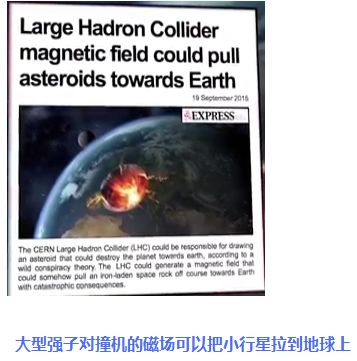 Large Hadron Collider
magnetic field could pull
asteroids towards Earth
19 September 2015
EXPRESS
The CERN Large Hadron Collider (LHC) could be responsible for drawing
an asteroid that could destroy the planet towards earth, according to a
wild conspiracy theory. The LHC could generate a magnetic field that
could somehow pull an iron-laden space rock off course towards Earth
with catastrophic consequences.
大型强子对撞机的磁场可以把小行星拉到地球上